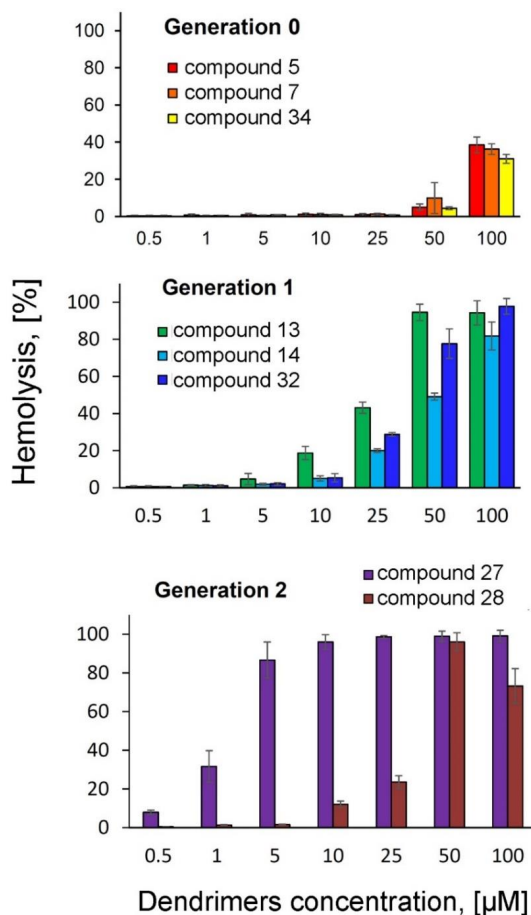 Generation 0
100
80
60
40
20
0
compound 5
compound 7
compound 34
0.5 1 5 10 25 50 100
Hemolysis, [%]
Generation 1
100
80
60
40
20
0
compound 13
compound 14
compound 32
0.5 1 5 10 25 50 100
Generation 2
compound 27
compound 28
100
80
60
40
20
0
0.5 1 5 10 25 50 100
Dendrimers concentration, [µM]